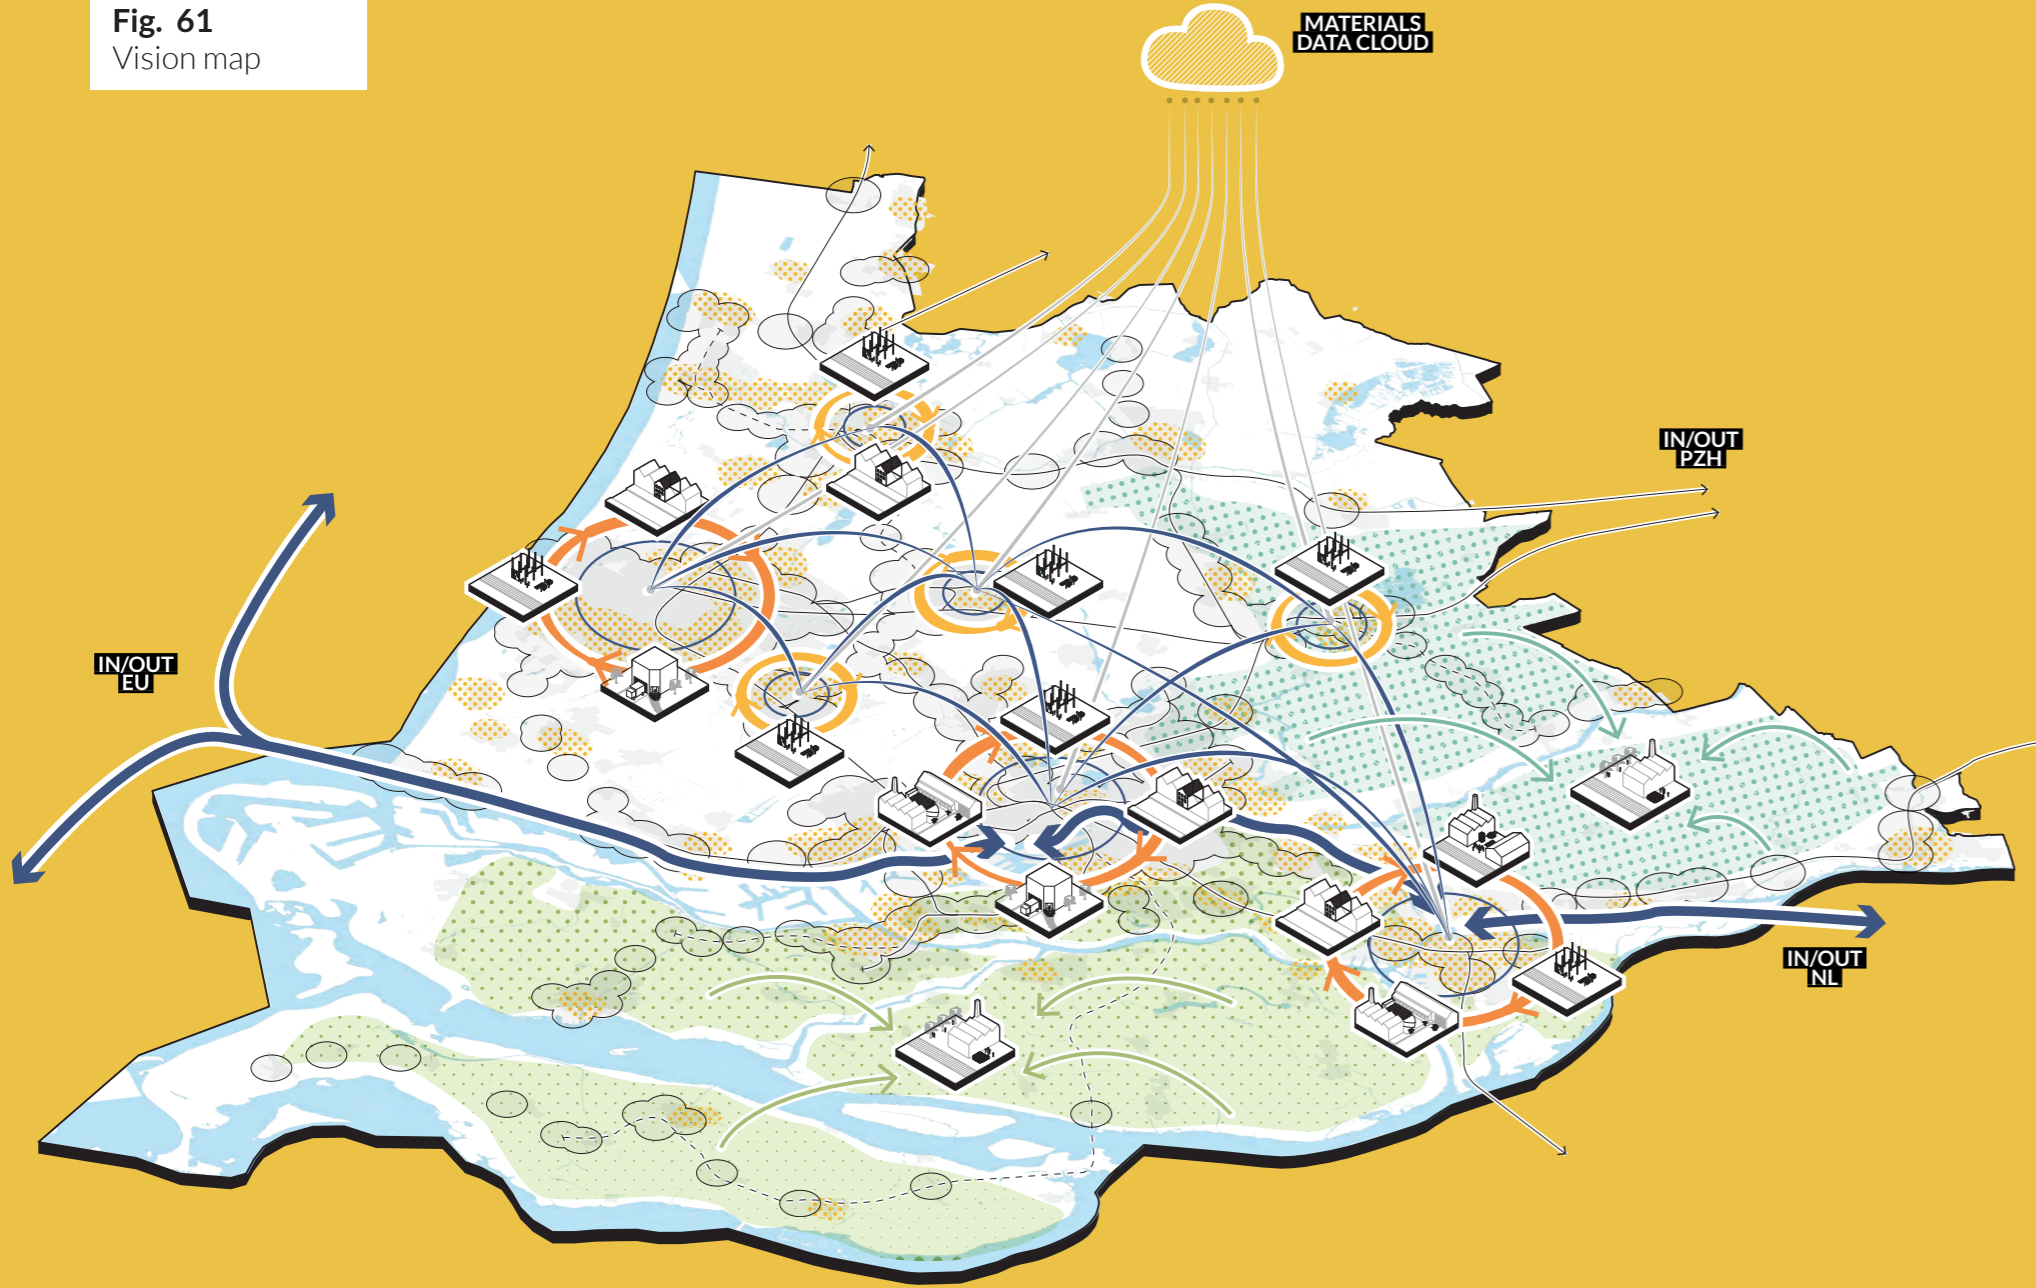 Fig. 61
Vision map
MATERIALS
DATA CLOUD
IN/OUT
PZH
IN/OUT
EU
IN/OUT
NL